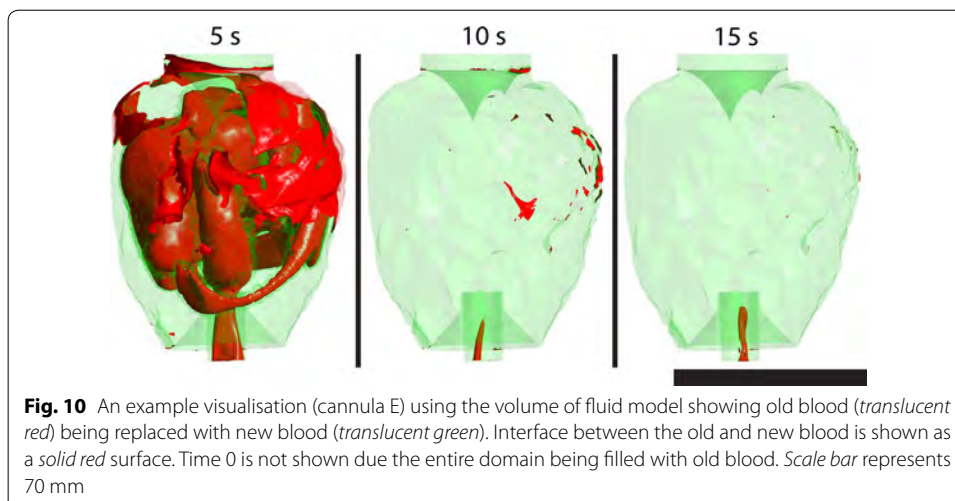 5 s 10 s 15 s
Fig. 10 An example visualisation (cannula E) using the volume of fluid model showing old blood (translucent
red) being replaced with new blood (translucent green). Interface between the old and new blood is shown as
a solid red surface. Time 0 is not shown due the entire domain being filled with old blood. Scale bar represents
70 mm